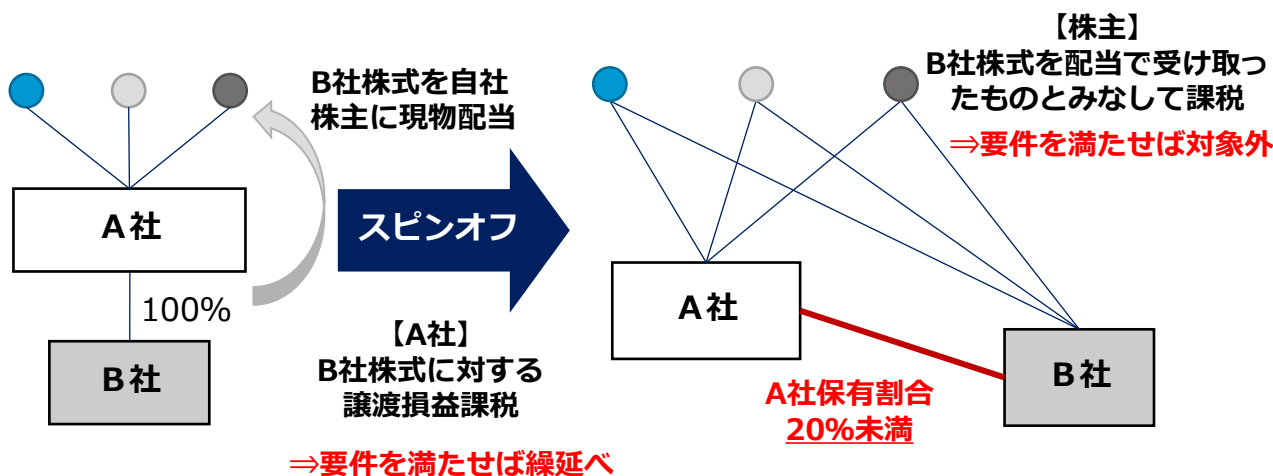 B社株式を自社
株主に現物配当
A社
100%
B社
スピンオフ
【A社】
B社株式に対する
譲渡損益課税
⇒要件を満たせば繰延べ
【株主】
B社株式を配当で受け取っ
たものとみなして課税
⇒要件を満たせば対象外
A社
B社
A社保有割合
20%未満